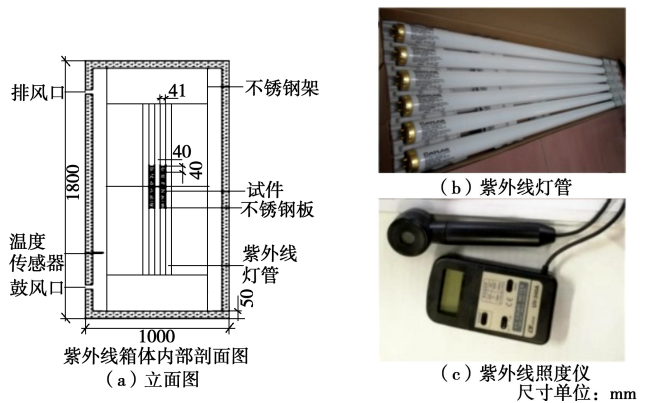 排风口
1800
温度
传感器
鼓风口
41
40
40
不锈钢架
试件
不锈钢板
紫外线
灯管
50
1000
紫外线箱体内部剖面图
(a)立面图
(b)紫外线灯管
(c)紫外线照度仪
尺寸单位:mm